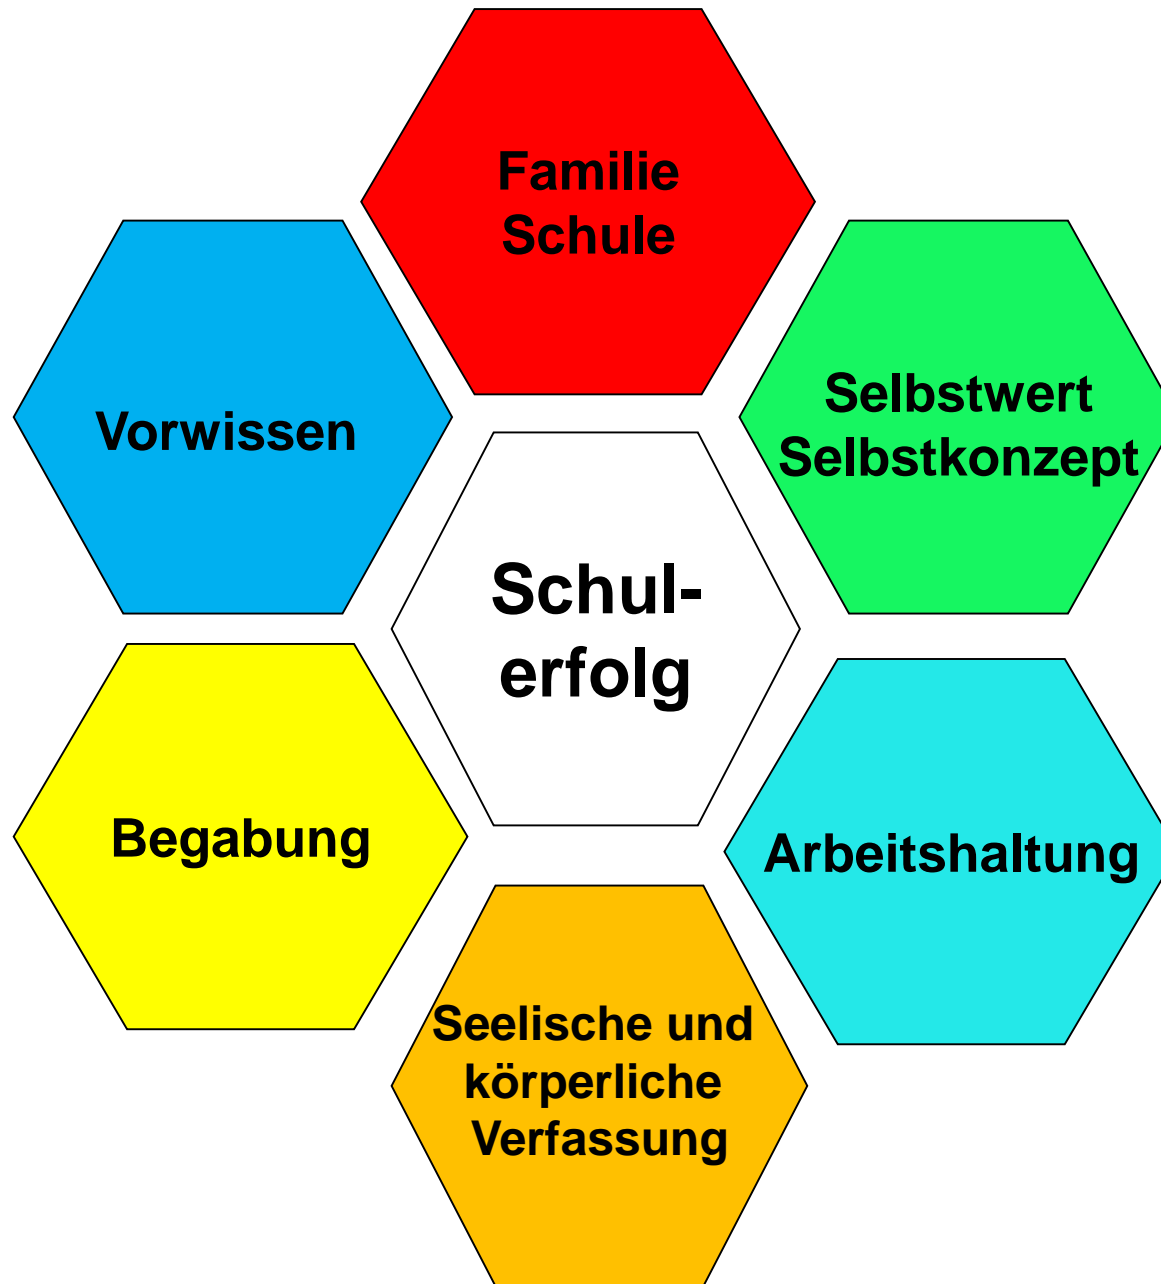 Familie
Schule
Vorwissen
Selbstwert
Selbstkonzept
Schul-
erfolg
Begabung
Arbeitshaltung
Seelische und
körperliche
Verfassung